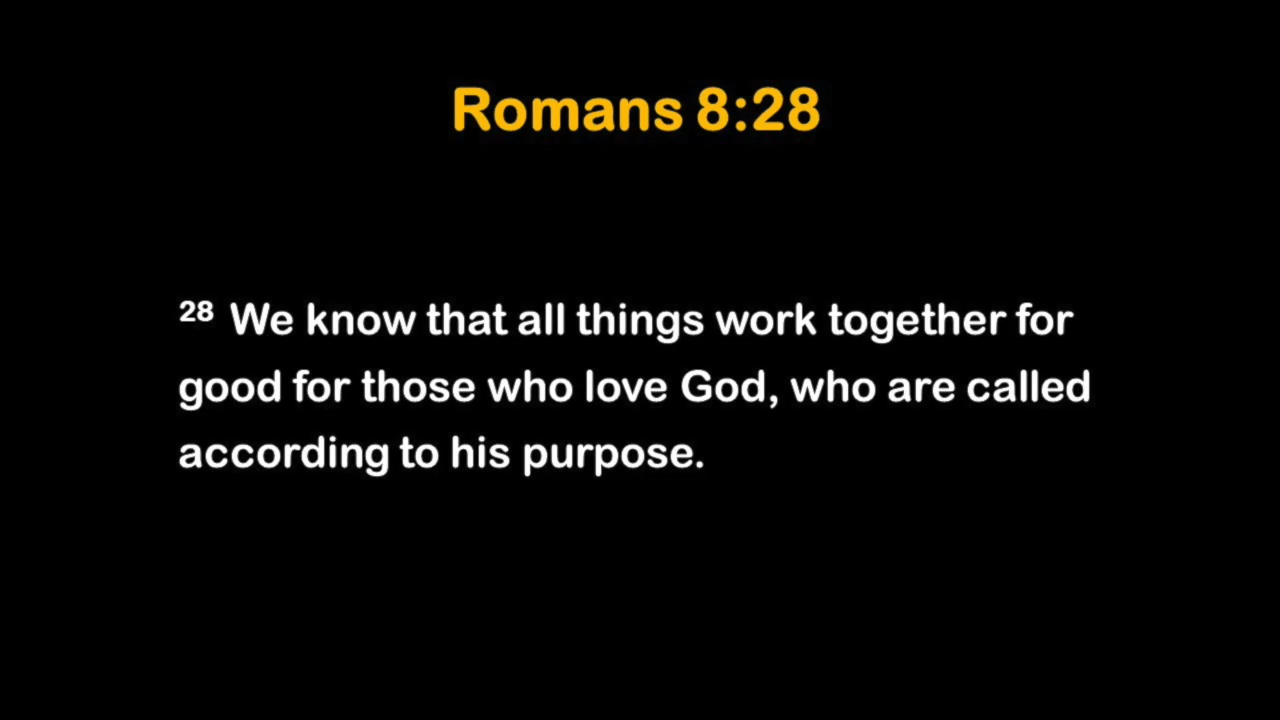 Romans 8:28
28 We know that all things work together for
good for those who love God, who are called
according to his purpose.